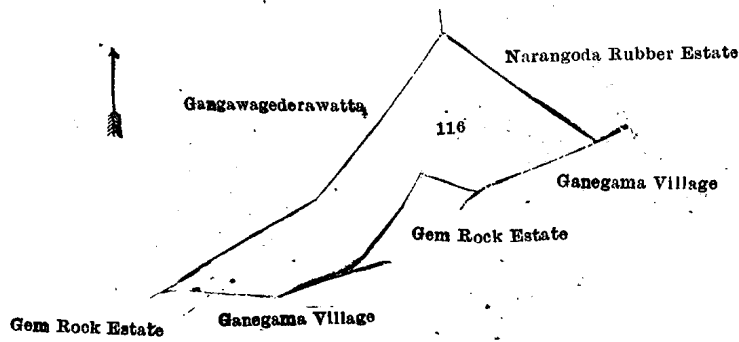 Narangoda Rubber Estate
Gangawagederawatta
116
Ganegama Village
Gem Rock Estate
Gem Rock Estate
Ganegama Village